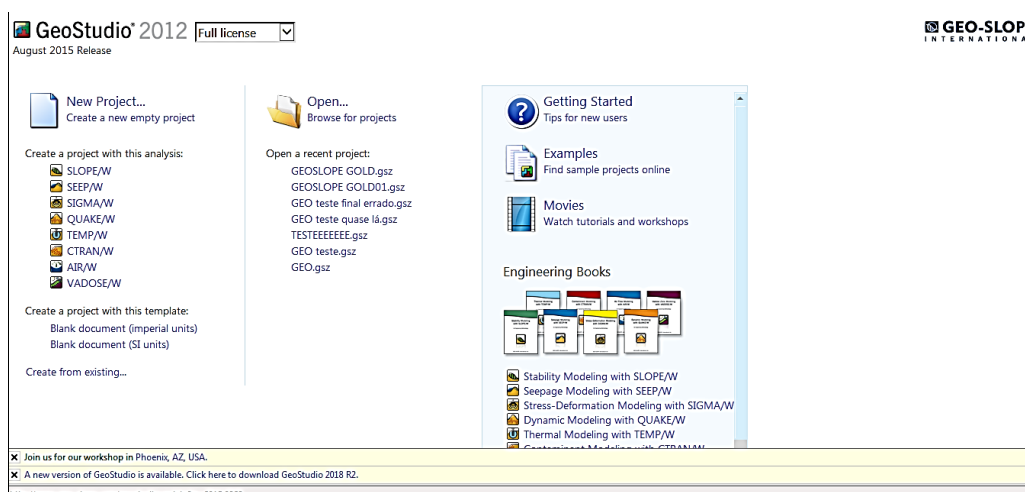 GeoStudio® 2012 Full license
August 2015 Release
GEO-SLOP
INTERNATIONA
New Project...
Create a new empty project
Create a project with this analysis:
SLOPE/W
SEEP/W
SIGMA/W
QUAKE/W
TEMP/W
CTRAN/W
AIR/W
VADOSE/W
Create a project with this template:
Blank document (imperial units)
Blank document (SI units)
Create from existing...
Open...
Browse for projects
Open a recent project:
GEOSLOPE GOLD.gsz
GEOSLOPE GOLD01.gsz
GEO teste final errado.gsz
GEO teste quase lá.gsz
TESTEEEEEE.gsz
GEO teste.gsz
GEO.gsz
Getting Started
Tips for new users
Examples
Find sample projects online
Movies
Watch tutorials and workshops
Engineering Books
Stability Modeling with SLOPE/W
Seepage Modeling with SEEP/W
Stress-Deformation Modeling with SIGMA/W
Dynamic Modeling with QUAKE/W
Thermal Modeling with TEMP/W
Contaminant Modeling with CTRAN/W
Join us for our workshop in Phoenix, AZ, USA.
A new version of GeoStudio is available. Click here to download GeoStudio 2018 R2.